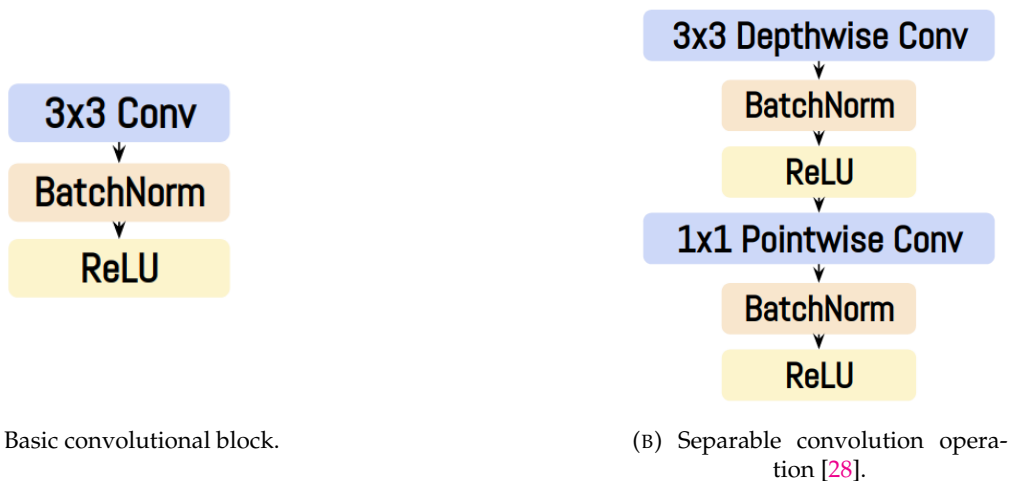 3x3 Conv
BatchNorm
ReLU
Basic convolutional block.
3x3 Depthwise Conv
BatchNorm
ReLU
1x1 Pointwise Conv
BatchNorm
ReLU
(B) Separable convolution opera-
tion [28].